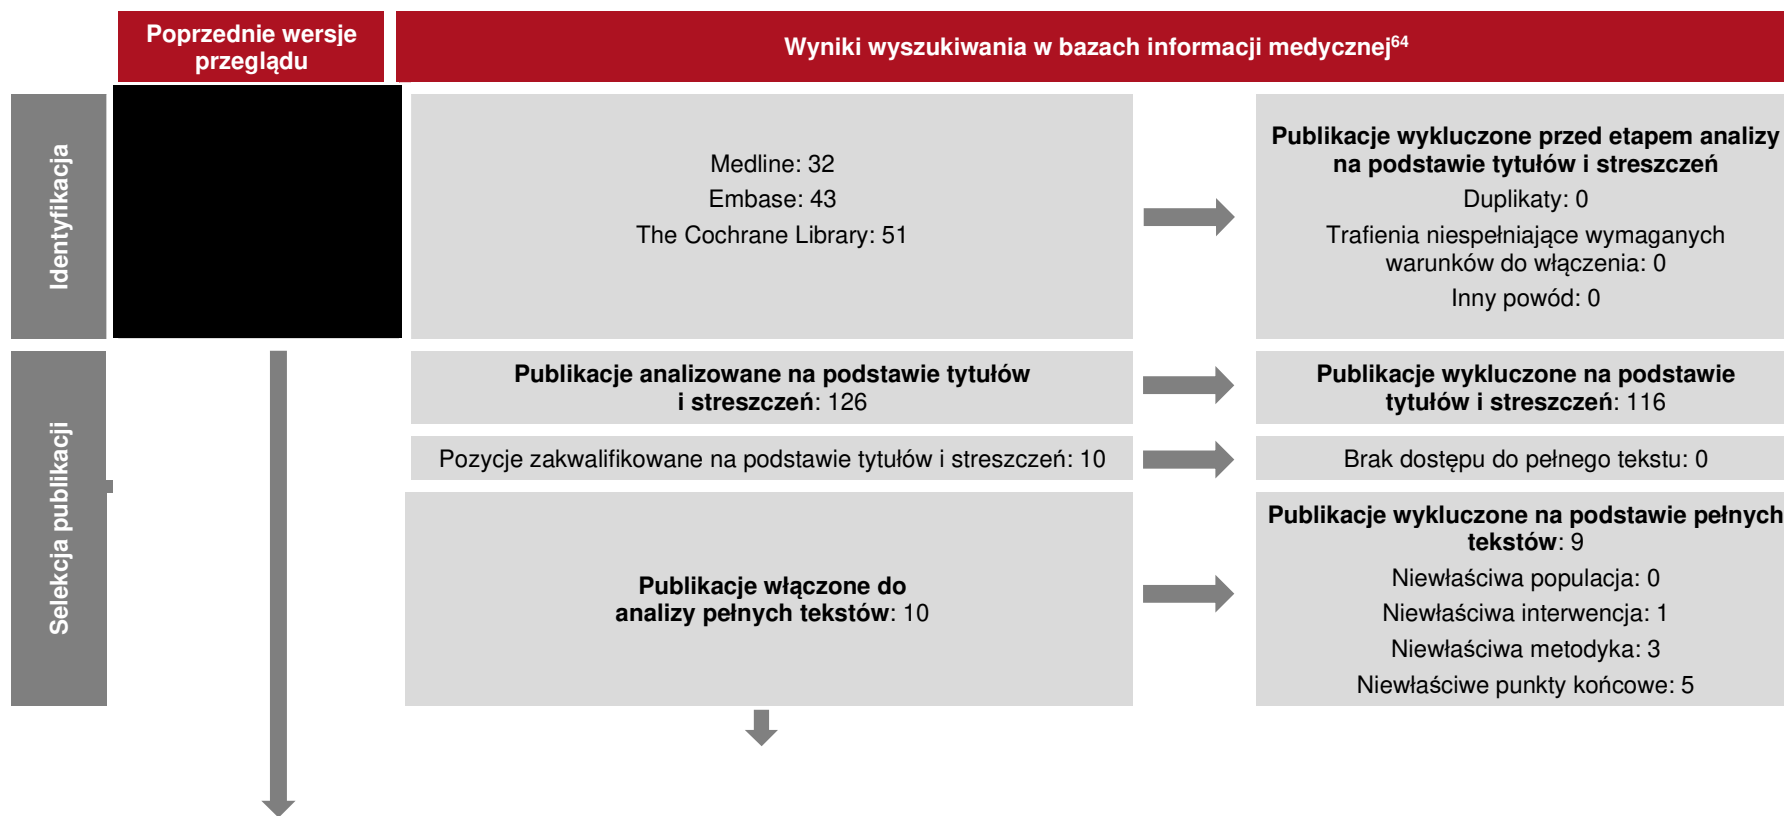 Poprzednie wersje
przeglądu
Wyniki wyszukiwania w bazach informacji medycznej64
Identyfikacja
Medline: 32
Embase: 43
The Cochrane Library: 51
Publikacje wykluczone przed etapem analizy
na podstawie tytułów i streszczeń
Duplikaty: 0
Trafienia niespełniające wymaganych
warunków do włączenia: 0
Inny powód: 0
Selekcja publikacji
Publikacje analizowane na podstawie tytułów
i streszczeń: 126
Publikacje wykluczone na podstawie
tytułów i streszczeń: 116
Pozycje zakwalifikowane na podstawie tytułów i streszczeń: 10
Brak dostępu do pełnego tekstu: 0
Publikacje włączone do
analizy pełnych tekstów: 10
Publikacje wykluczone na podstawie pełnych
tekstów: 9
Niewłaściwa populacja: 0
Niewłaściwa interwencja: 1
Niewłaściwa metodyka: 3
Niewłaściwe punkty końcowe: 5